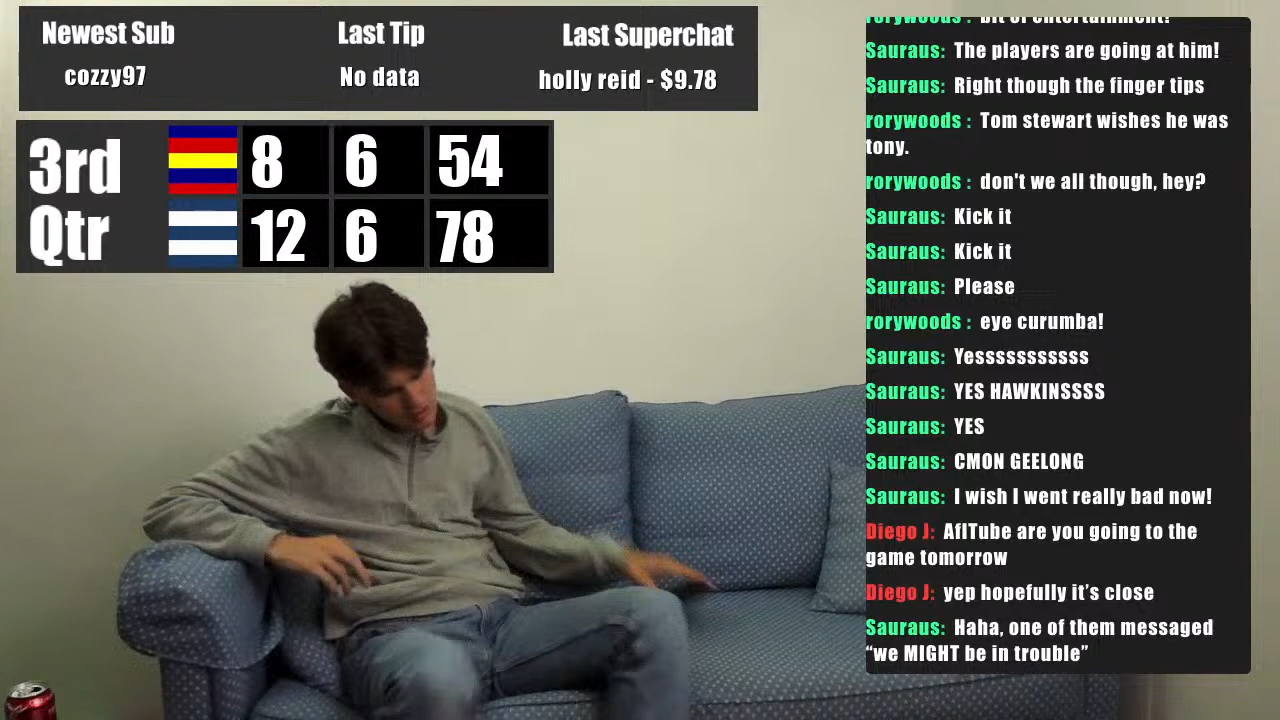 Newest Sub
Last Tip
Last Superchat
cozzy97
No data
holly reid - $9.78
3rd
Qtr
8 6 54
12 6 78
rorywoods : bit of entertainment!
Sauraus: The players are going at him!
Sauraus: Right though the finger tips
rorywoods : Tom stewart wishes he was
tony.
rorywoods : don't we all though, hey?
Sauraus: Kick it
Sauraus: Kick it
Sauraus: Please
rorywoods : eye curumba!
Sauraus: Yesssssssssss
Sauraus: YES HAWKINSSSS
Sauraus: YES
Sauraus: CMON GEELONG
Sauraus: I wish I went really bad now!
Diego J: AflTube are you going to the
game tomorrow
Diego J: yep hopefully it’s close
Sauraus: Haha, one of them messaged
“we MIGHT be in trouble”